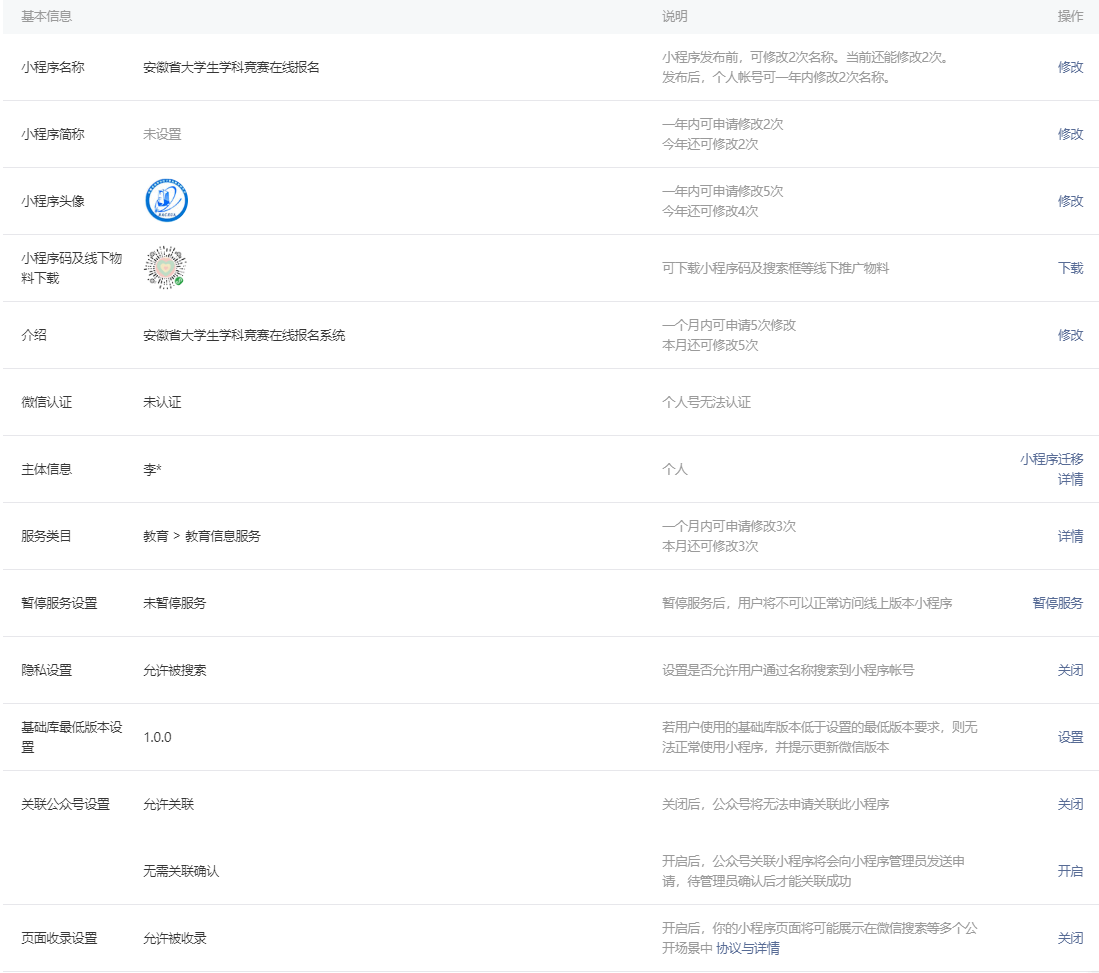 基本信息 说明 操作
小程序名称 安徽省大学生学科竞赛在线报名 小程序发布前，可修改2次名称。当前还能修改2次。 修改
发布后，个人帐号可一年内修改2次名称。
小程序简称 未设置 一年内可申请修改2次 修改
今年还可修改2次
小程序头像 一年内可申请修改5次 修改
今年还可修改4次
小程序码及线下物
料下载 可下载小程序码及搜索框等线下推广物料 下载
介绍 安徽省大学生学科竞赛在线报名系统 一个月内可申请5次修改 修改
本月还可修改5次
微信认证 未认证 个人号无法认证
主体信息 李* 个人 小程序迁移
详情
服务类目 教育 > 教育信息服务 一个月内可申请修改3次 详情
本月还可修改3次
暂停服务设置 未暂停服务 暂停服务后，用户将不可以正常访问线上版本小程序 暂停服务
隐私设置 允许被搜索 设置是否允许用户通过名称搜索到小程序帐号 关闭
基础库最低版本设
置 1.0.0 若用户使用的基础库版本低于设置的最低版本要求，则无 设置
法正常使用小程序，并提示更新微信版本
关联公众号设置 允许关联 关闭后，公众号将无法申请关联此小程序 关闭
无需关联确认 开启后，公众号关联小程序将会向小程序管理员发送申 开启
请，待管理员确认后才能关联成功
页面收录设置 允许被收录 开启后，你的小程序页面将可能展示在微信搜索等多个公 关闭
开场景中 协议与详情